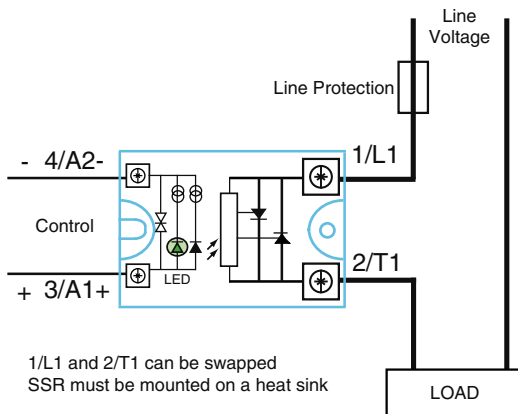 Line
Voltage
Line Protection
1/L1
- 4/A2-
Control
LED
+ 3/A1+
2/T1
1/L1 and 2/T1 can be swapped
SSR must be mounted on a heat sink
LOAD